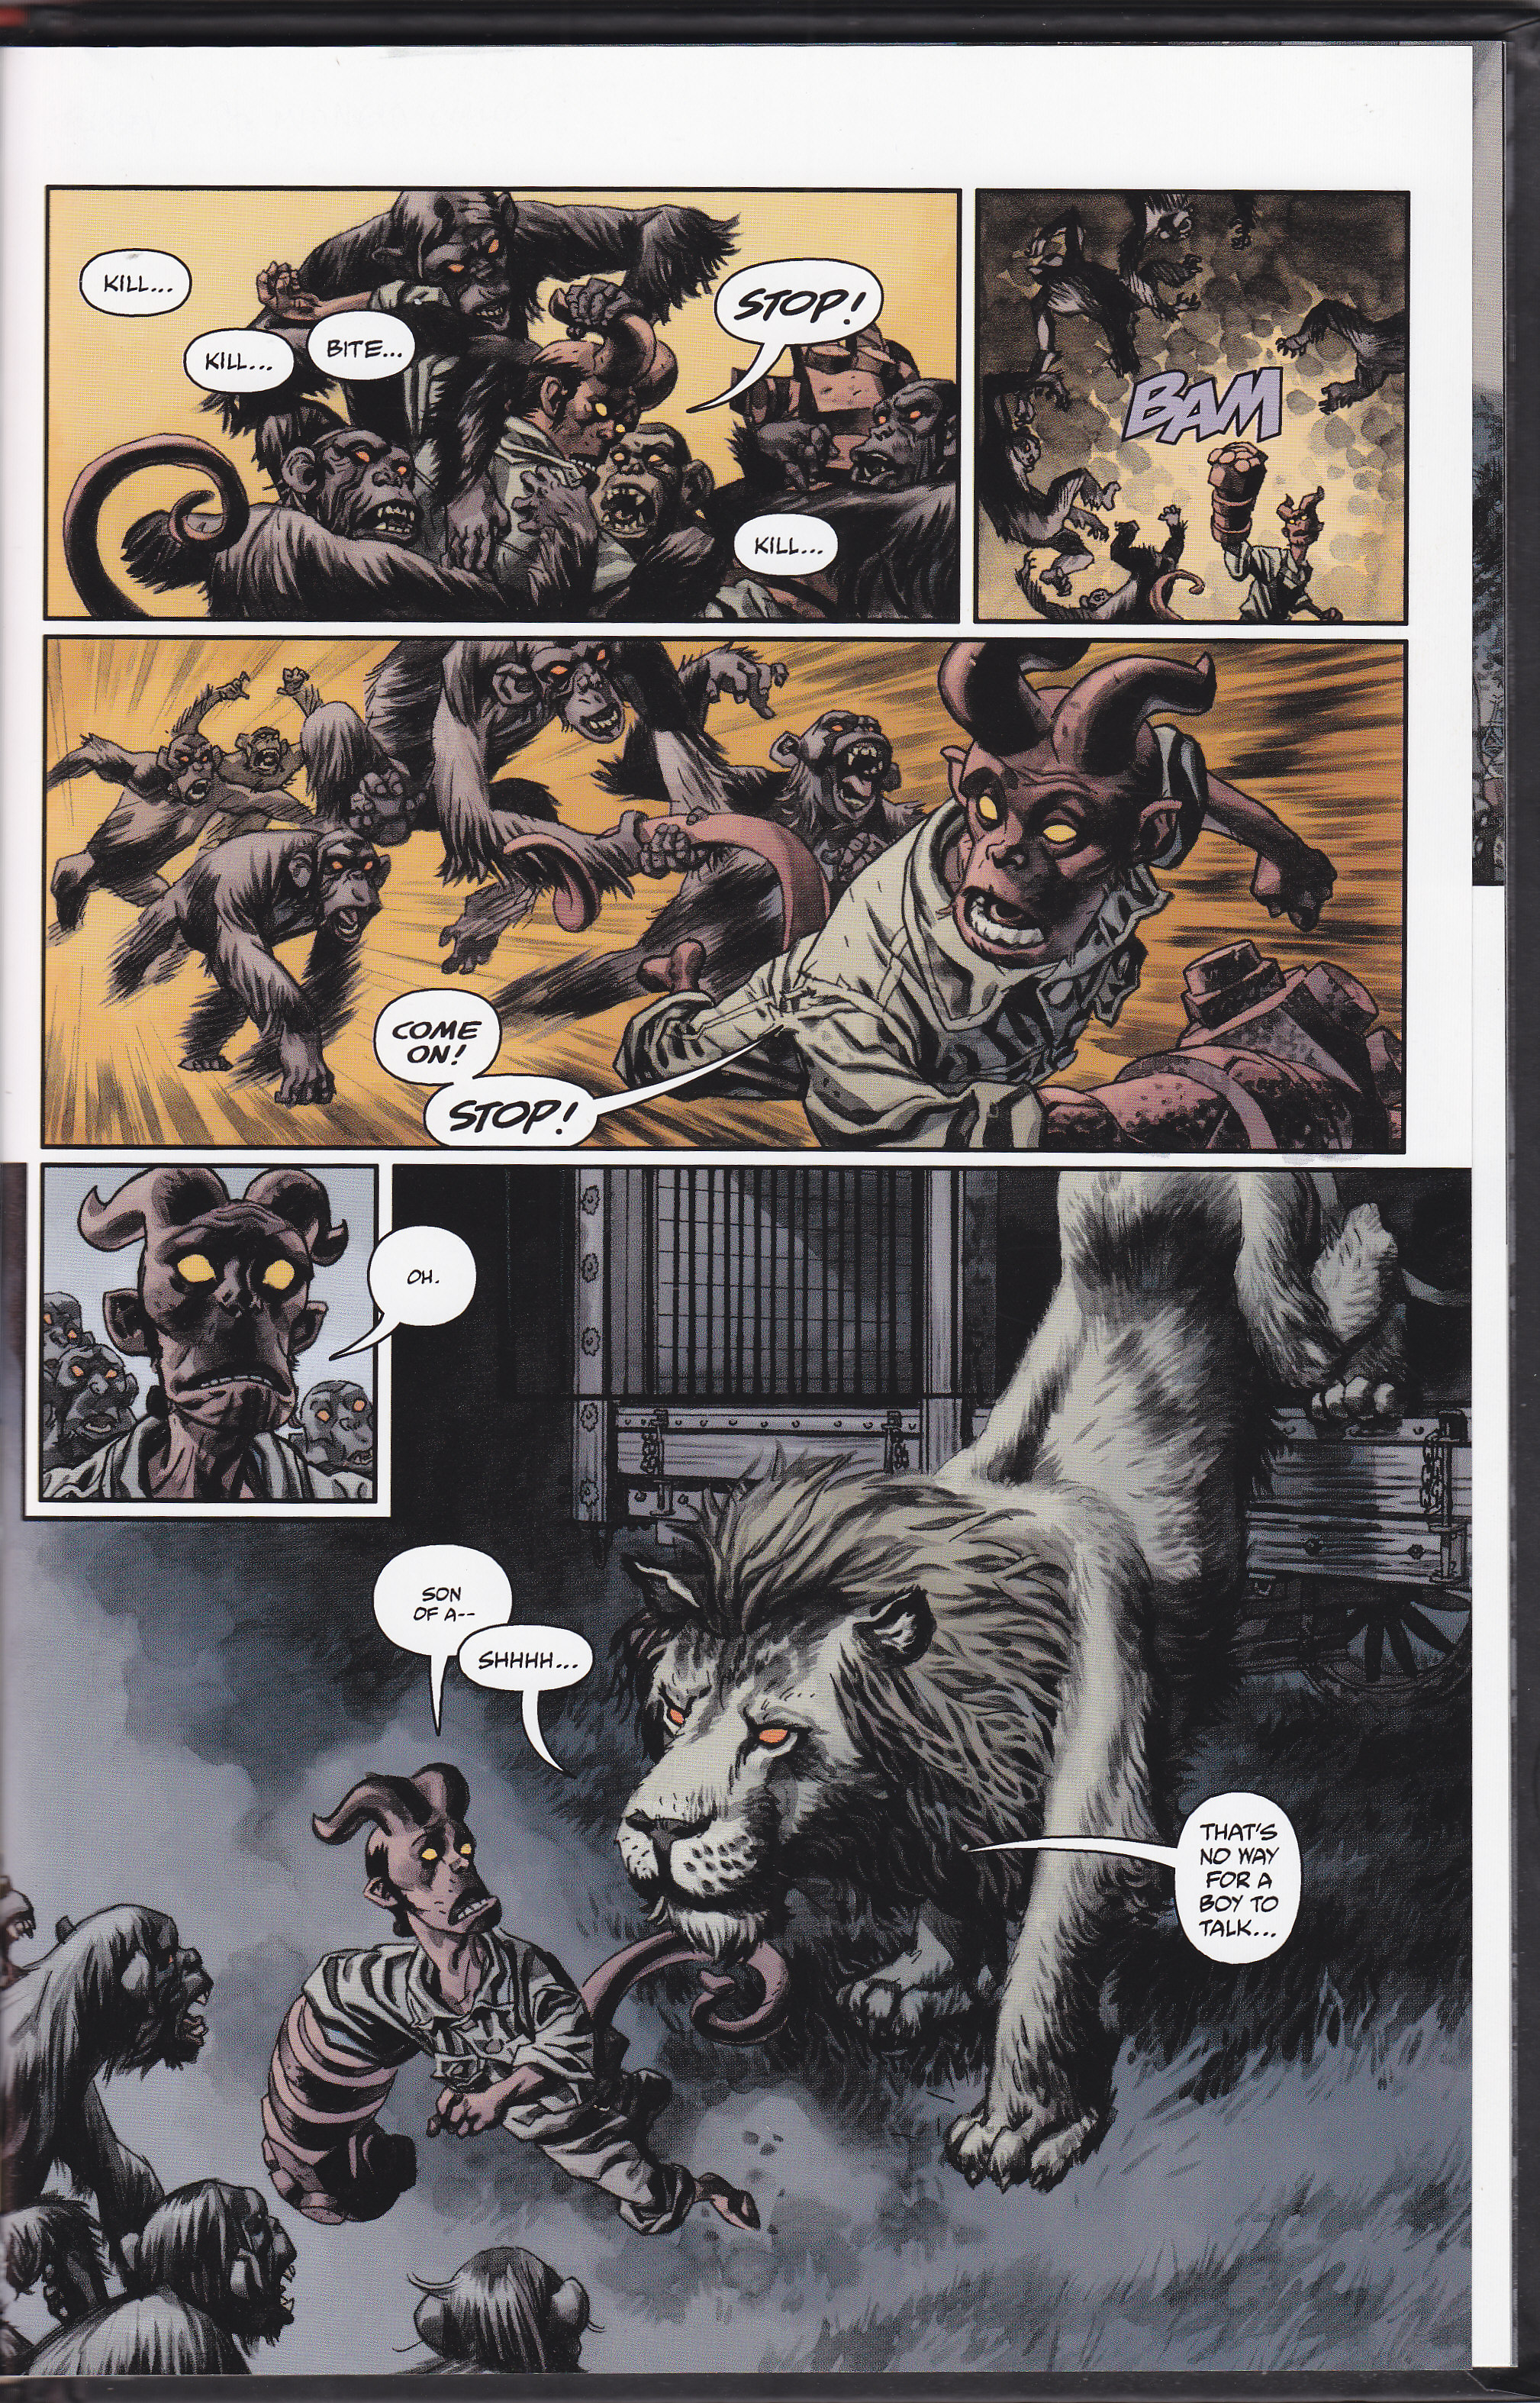 KILL...
KILL...
BITE...
STOP!
KILL...
BAM
COME
ON!
STOP!
OH.
SON
OF A--
SHHHH...
THAT'S
NO WAY
FOR A
BOY TO
TALK...